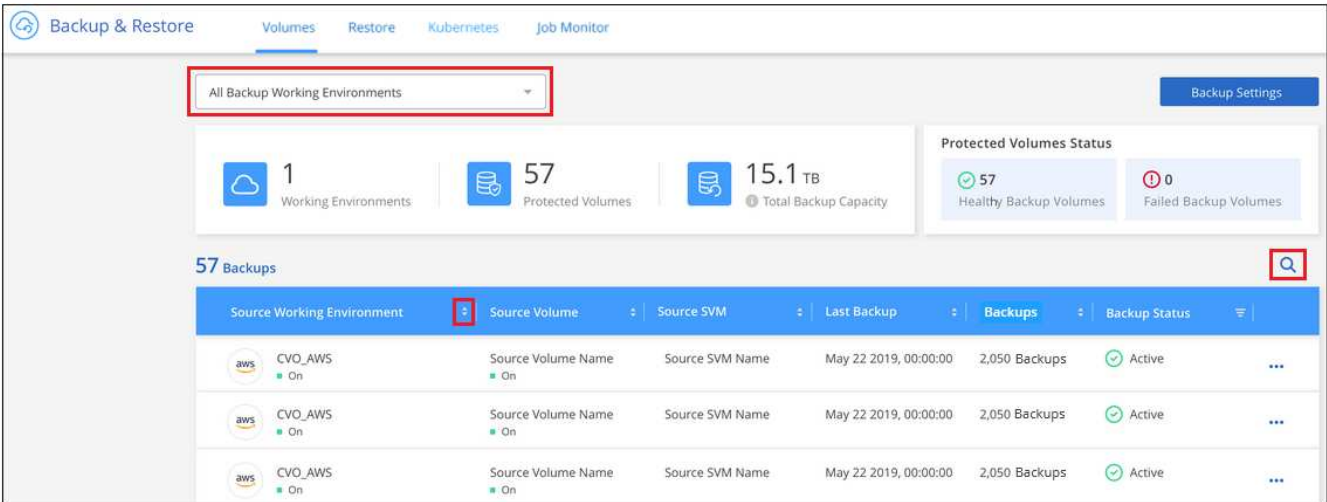 Backup & Restore
Volumes Restore Kubernetes Job Monitor
All Backup Working Environments
Backup Settings
1
Working Environments
57
Protected Volumes
15.1 TB
Total Backup Capacity
Protected Volumes Status
57
Healthy Backup Volumes
0
Failed Backup Volumes
57 Backups
Source Working Environment Source Volume Source SVM Last Backup Backups Backup Status
aws CVO_AWS Source Volume Name Source SVM Name May 22 2019, 00:00:00 2,050 Backups Active
On On
aws CVO_AWS Source Volume Name Source SVM Name May 22 2019, 00:00:00 2,050 Backups Active
On On
aws CVO_AWS Source Volume Name Source SVM Name May 22 2019, 00:00:00 2,050 Backups Active
On On